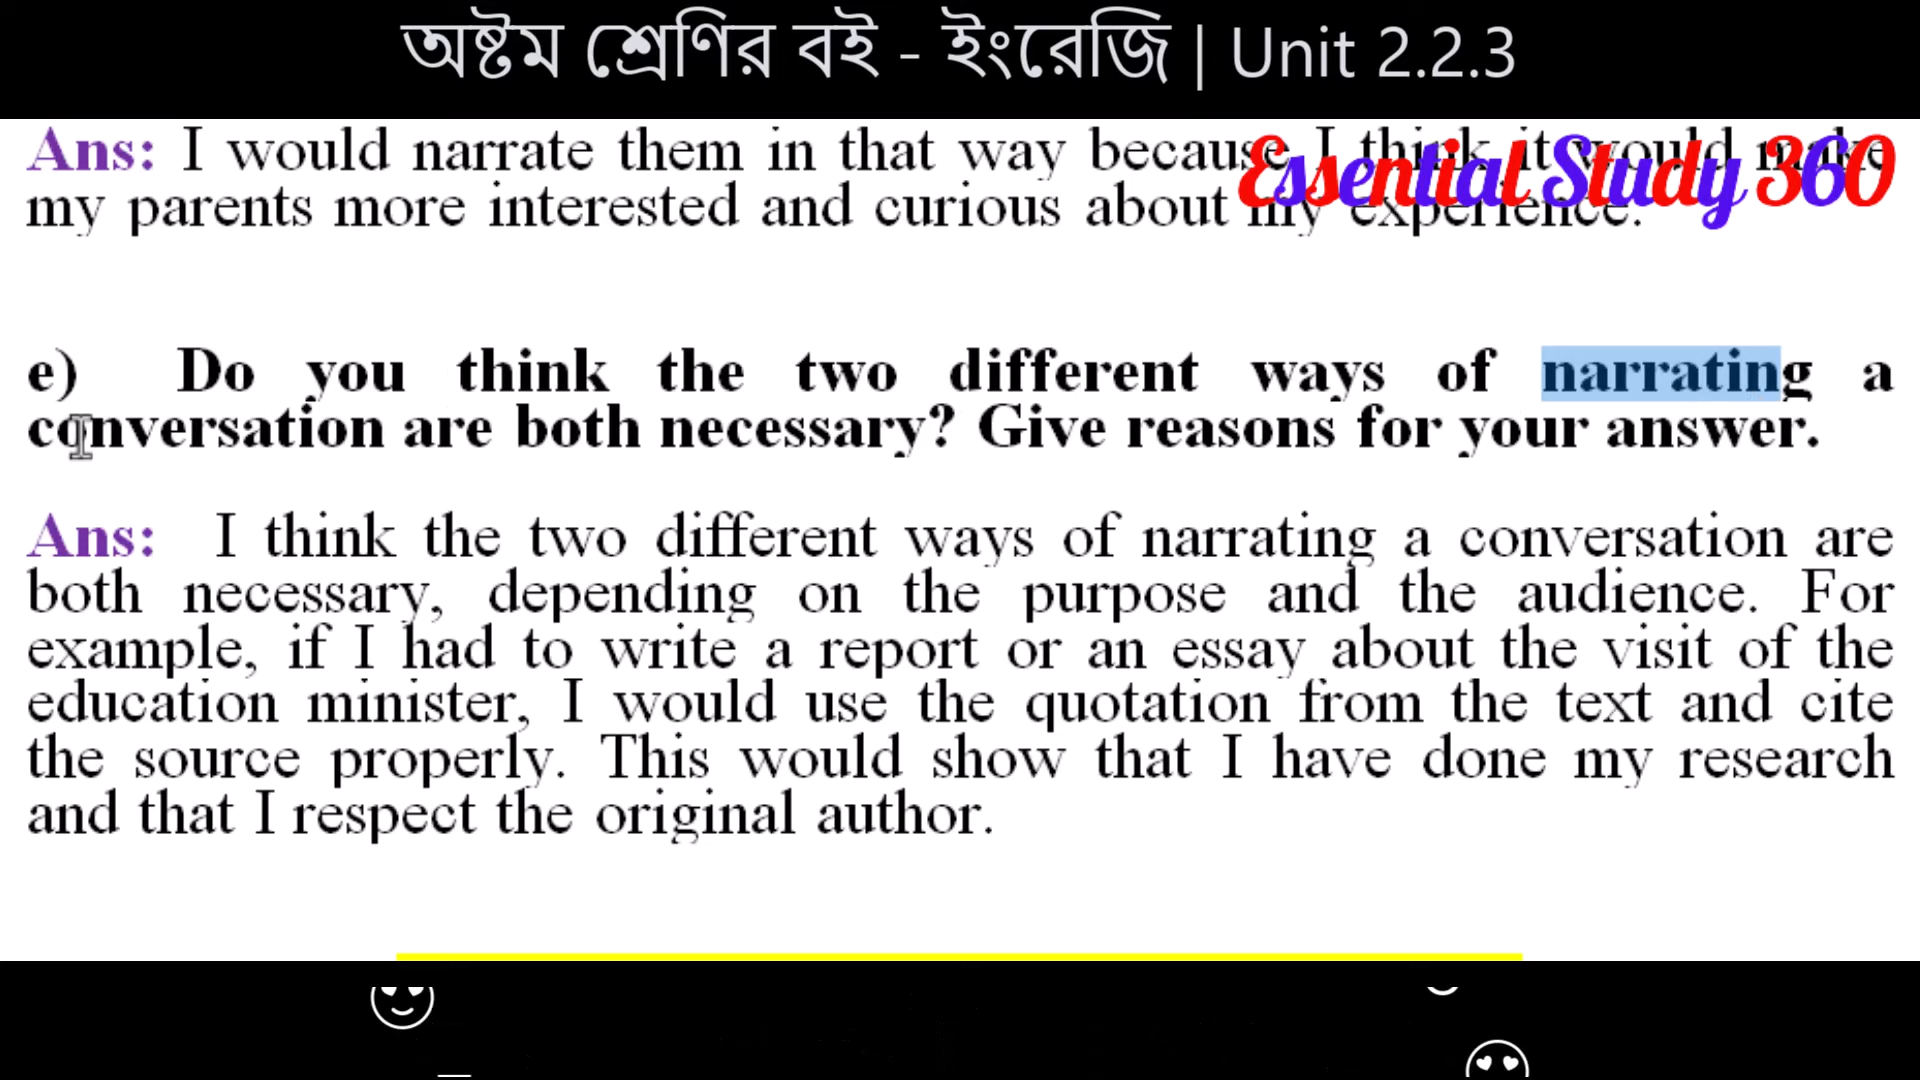 অষ্টম শ্রেণির বই - ইংরেজি | Unit 2.2.3
Ans: I would narrate them in that way because I think it would make
Essential Study 360
my parents more interested and curious about my experience.
e) Do you think the two different ways of narrating a
conversation are both necessary? Give reasons for your answer.
Ans: I think the two different ways of narrating a conversation are
both necessary, depending on the purpose and the audience. For
example, if I had to write a report or an essay about the visit of the
education minister, I would use the quotation from the text and cite
the source properly. This would show that I have done my research
and that I respect the original author.